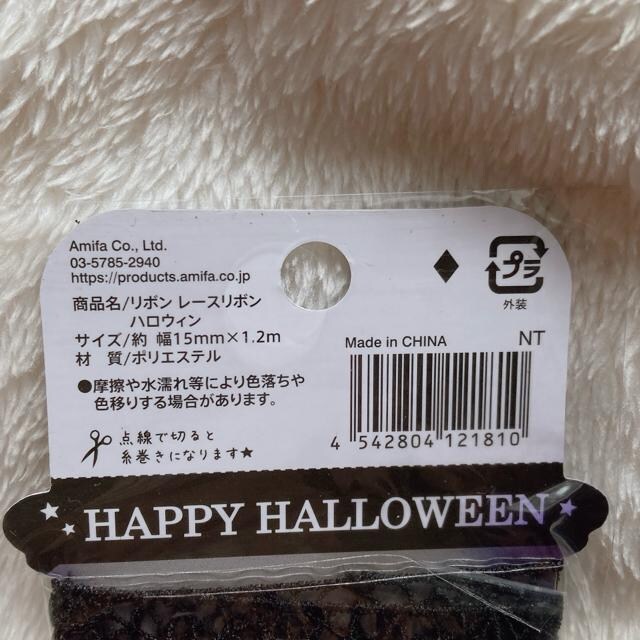 Amifa Co., Ltd.
03-5785-2940
https://products.amifa.co.jp
商品名/リボン レースリボン
ハロウィン
サイズ/約 幅15mm×1.2m
材 質/ポリエステル
●摩擦や水濡れ等により色落ちや
色移りする場合があります。
点線で切ると
糸巻きになります★
プラ
外装
Made in CHINA
NT
4 542804 121810
HAPPY HALLOWEEN